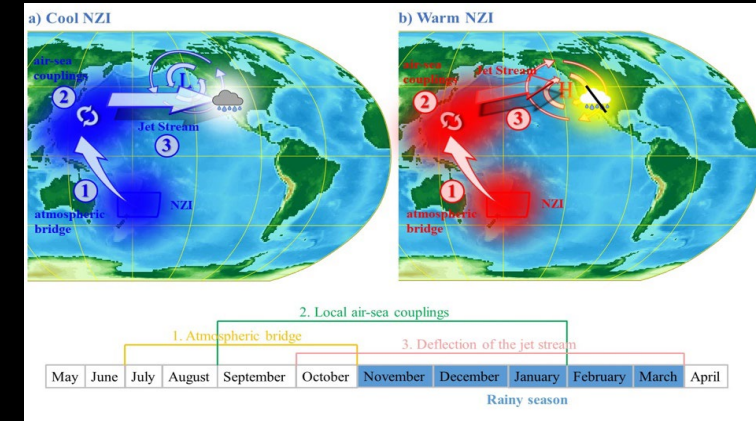 a) Cool NZI
air-sea
couplings
2
L
Jet Stream
3
1
NZI
atmospheric
bridge
b) Warm NZI
air-sea
couplings
Jet Stream
2
H
3
1
NZI
atmospheric
bridge
2. Local air-sea couplings
1. Atmospheric bridge
3. Deflection of the jet stream
May June July August September October November December January February March April
Rainy season